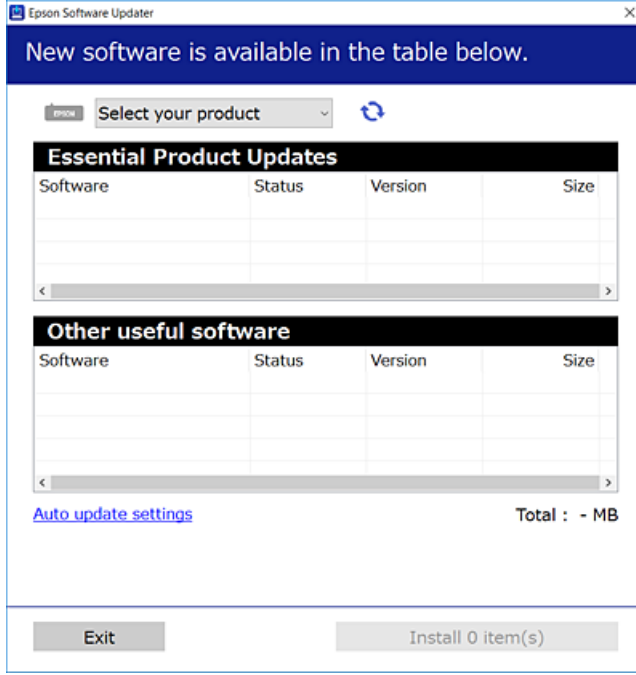 Epson Software Updater
New software is available in the table below.
EPSON Select your product
Essential Product Updates
Software Status Version Size
Other useful software
Software Status Version Size
Auto update settings Total : - MB
Exit Install 0 item(s)